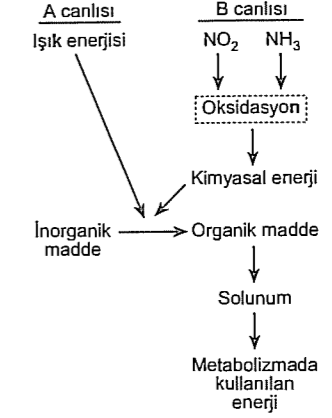 A canlısı B canlısı
Işık enerjisi NO2 NH3
Oksidasyon
Kimyasal enerji
İnorganik madde Organik madde
Solunum
Metabolizmada
kullanılan
enerji